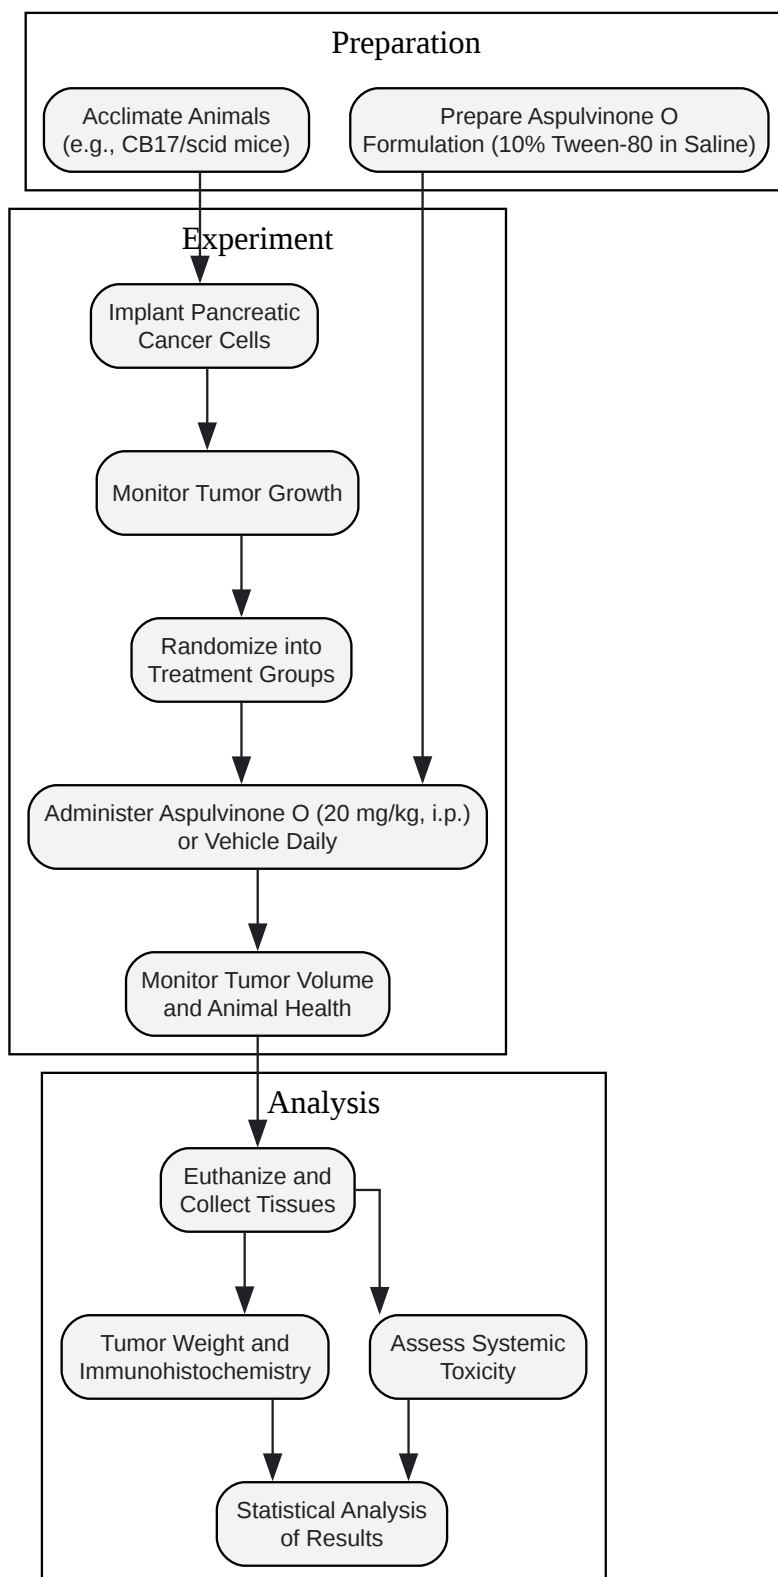 Preparation
Acclimate Animals
(e.g., CB17/scid mice)
Prepare Aspulvinone O
Formulation (10% Tween-80 in Saline)
Experiment
Implant Pancreatic
Cancer Cells
Monitor Tumor Growth
Randomize into
Treatment Groups
Administer Aspulvinone O (20 mg/kg, i.p.)
or Vehicle Daily
Monitor Tumor Volume
and Animal Health
Analysis
Euthanize and
Collect Tissues
Tumor Weight and
Immunohistochemistry
Assess Systemic
Toxicity
Statistical Analysis
of Results